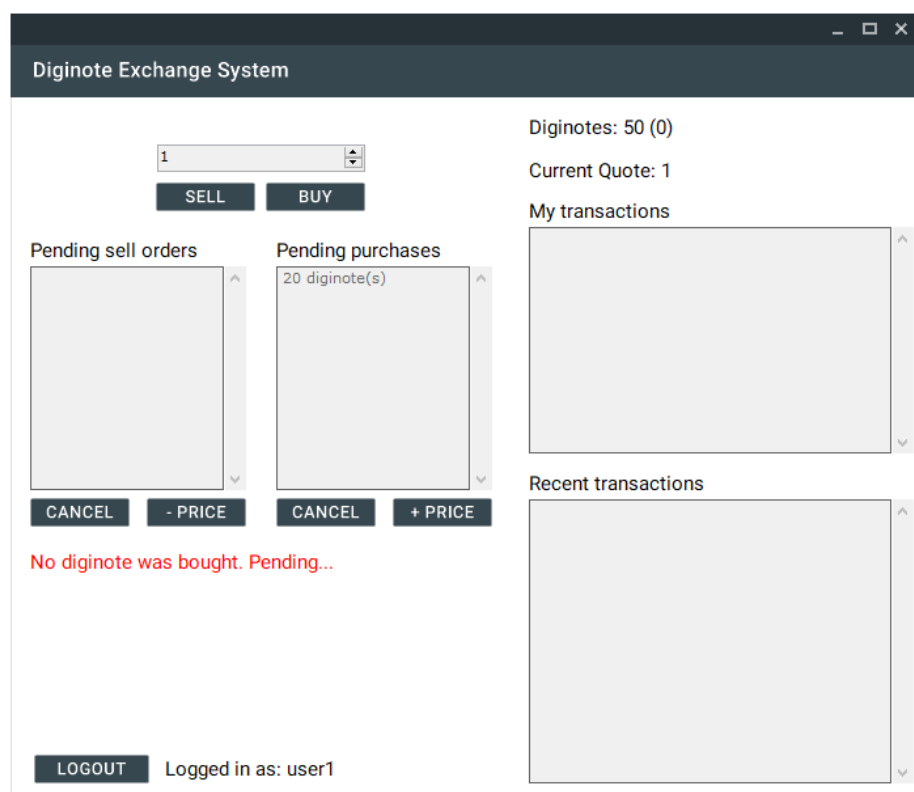 Diginote Exchange System
1
SELL
BUY
Pending sell orders
Pending purchases
20 diginote(s)
CANCEL
- PRICE
CANCEL
+ PRICE
No diginote was bought. Pending...
LOGOUT
Logged in as: user1
Diginotes: 50 (0)
Current Quote: 1
My transactions
Recent transactions